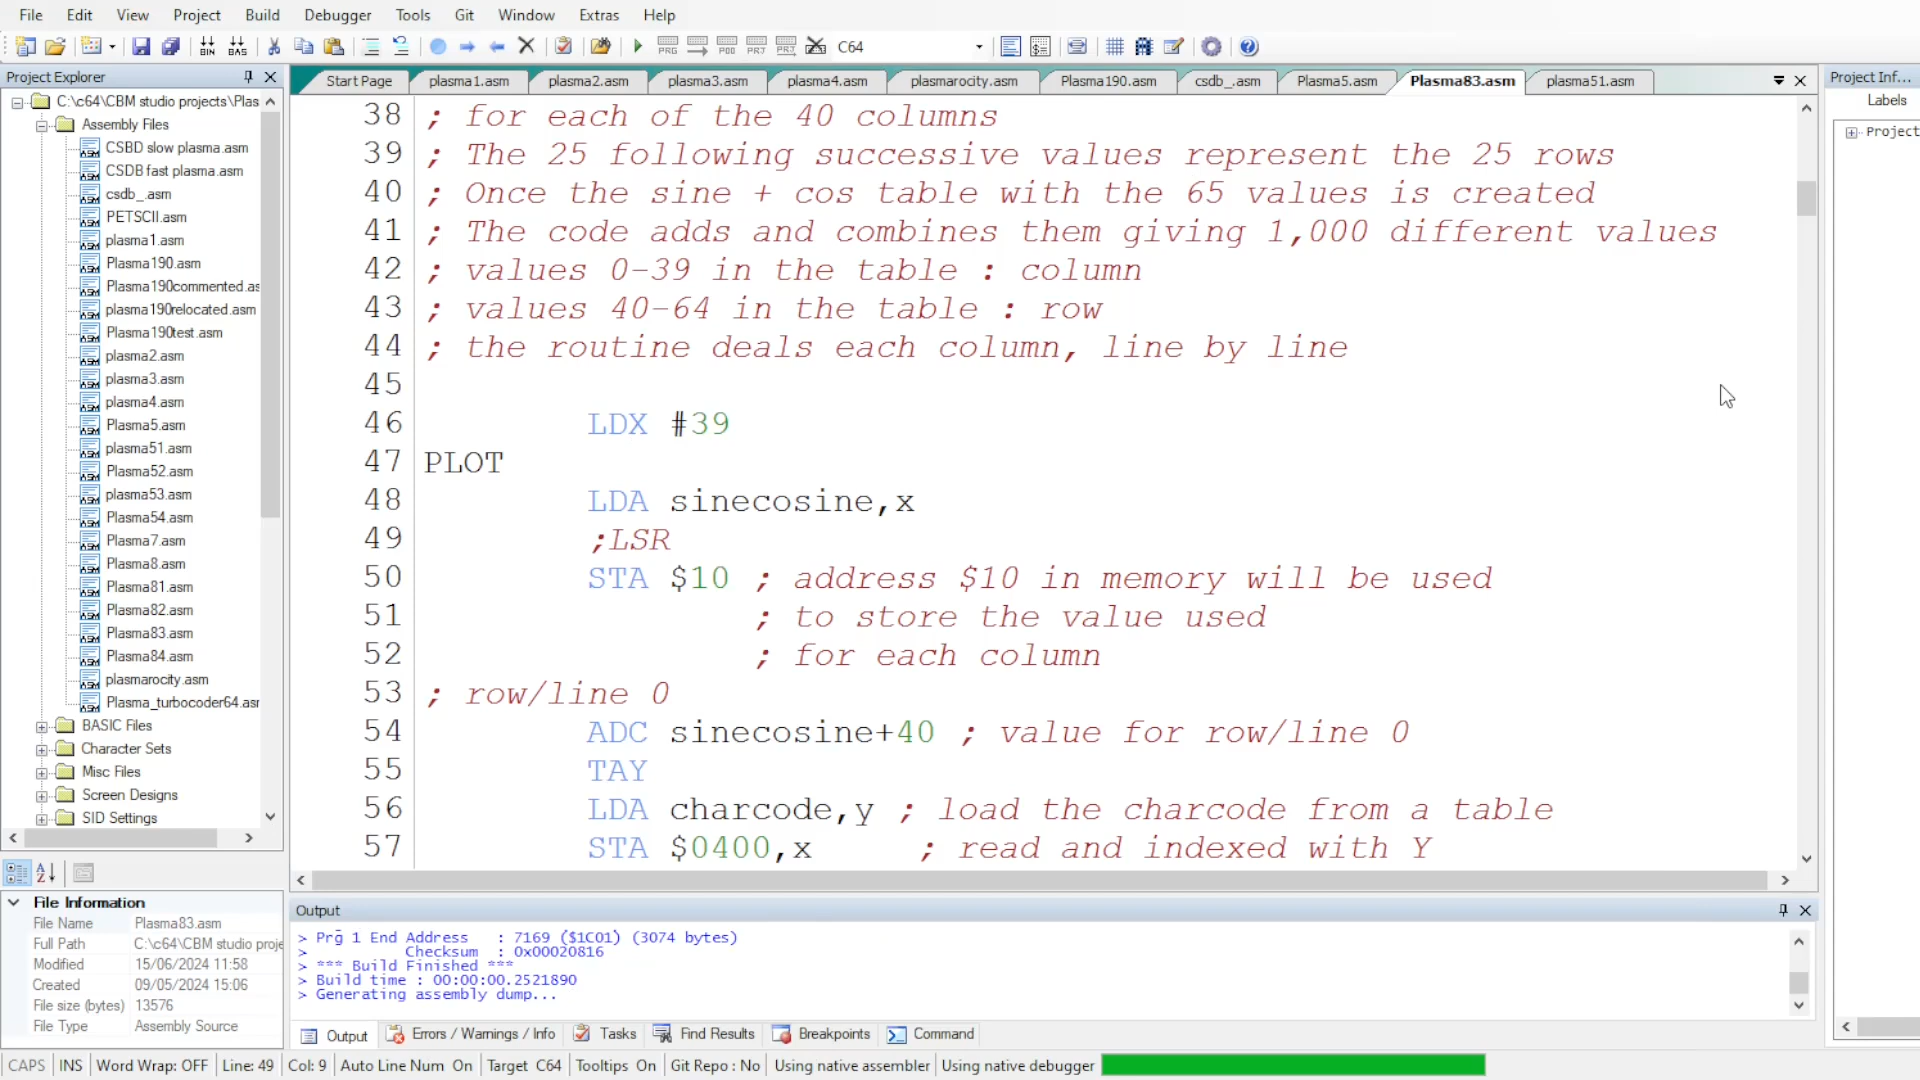 File Edit View Project Build Debugger Tools Git Window Extras Help
BIN BAS PRG POO PRJ PRJ C64
Project Explorer
Start Page plasma1.asm plasma2.asm plasma3.asm plasma4.asm plasmarocity.asm Plasma190.asm csdb_.asm Plasma5.asm Plasma83.asm plasma51.asm
Project Inf...
Labels
Project
C:\c64\CBM studio projects\Plas
Assembly Files
CSBD slow plasma.asm
CSDB fast plasma.asm
csdb_.asm
PETSCII.asm
plasma1.asm
Plasma190.asm
Plasma190commented.as
plasma190relocated.asm
Plasma190test.asm
plasma2.asm
plasma3.asm
plasma4.asm
Plasma5.asm
plasma51.asm
Plasma52.asm
plasma53.asm
Plasma54.asm
Plasma7.asm
Plasma8.asm
Plasma81.asm
Plasma82.asm
Plasma83.asm
Plasma84.asm
plasmarocity.asm
Plasma_turbocoder64.asr
BASIC Files
Character Sets
Misc Files
Screen Designs
SID Settings
38 ; for each of the 40 columns
39 ; The 25 following successive values represent the 25 rows
40 ; Once the sine + cos table with the 65 values is created
41 ; The code adds and combines them giving 1,000 different values
42 ; values 0-39 in the table : column
43 ; values 40-64 in the table : row
44 ; the routine deals each column, line by line
45
46 LDX #39
47 PLOT
48 LDA sinecosine,x
49 ;LSR
50 STA $10 ; address $10 in memory will be used
51 ; to store the value used
52 ; for each column
53 ; row/line 0
54 ADC sinecosine+40 ; value for row/line 0
55 TAY
56 LDA charcode,y ; load the charcode from a table
57 STA $0400,x ; read and indexed with Y
File Information
File Name Plasma83.asm
Full Path C:\c64\CBM studio proje
Modified 15/06/2024 11:58
Created 09/05/2024 15:06
File size (bytes) 13576
File Type Assembly Source
Output
> Prg 1 End Address : 7169 ($1C01) (3074 bytes)
> Checksum : 0x00020816
> *** Build Finished ***
> Build time : 00:00:00.2521890
> Generating assembly dump...
Output Errors / Warnings / Info Tasks Find Results Breakpoints Command
CAPS INS Word Wrap: OFF Line: 49 Col: 9 Auto Line Num On Target C64 Tooltips On Git Repo : No Using native assembler Using native debugger